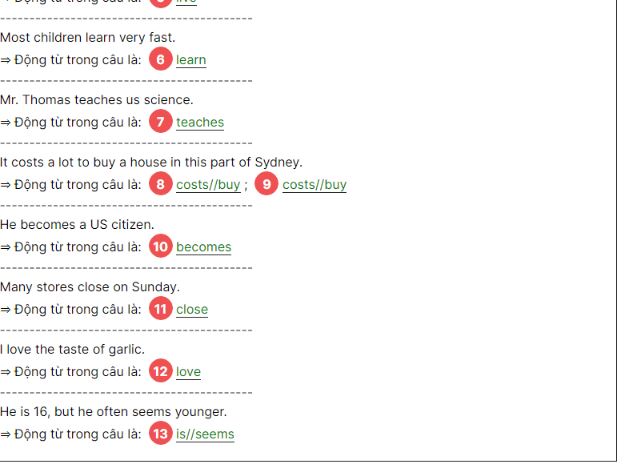 ⇒ Động từ trong câu là: live
----------------------------------------
Most children learn very fast.
⇒ Động từ trong câu là: 6 learn
----------------------------------------
Mr. Thomas teaches us science.
⇒ Động từ trong câu là: 7 teaches
----------------------------------------
It costs a lot to buy a house in this part of Sydney.
⇒ Động từ trong câu là: 8 costs//buy ; 9 costs//buy
----------------------------------------
He becomes a US citizen.
⇒ Động từ trong câu là: 10 becomes
----------------------------------------
Many stores close on Sunday.
⇒ Động từ trong câu là: 11 close
----------------------------------------
I love the taste of garlic.
⇒ Động từ trong câu là: 12 love
----------------------------------------
He is 16, but he often seems younger.
⇒ Động từ trong câu là: 13 is//seems